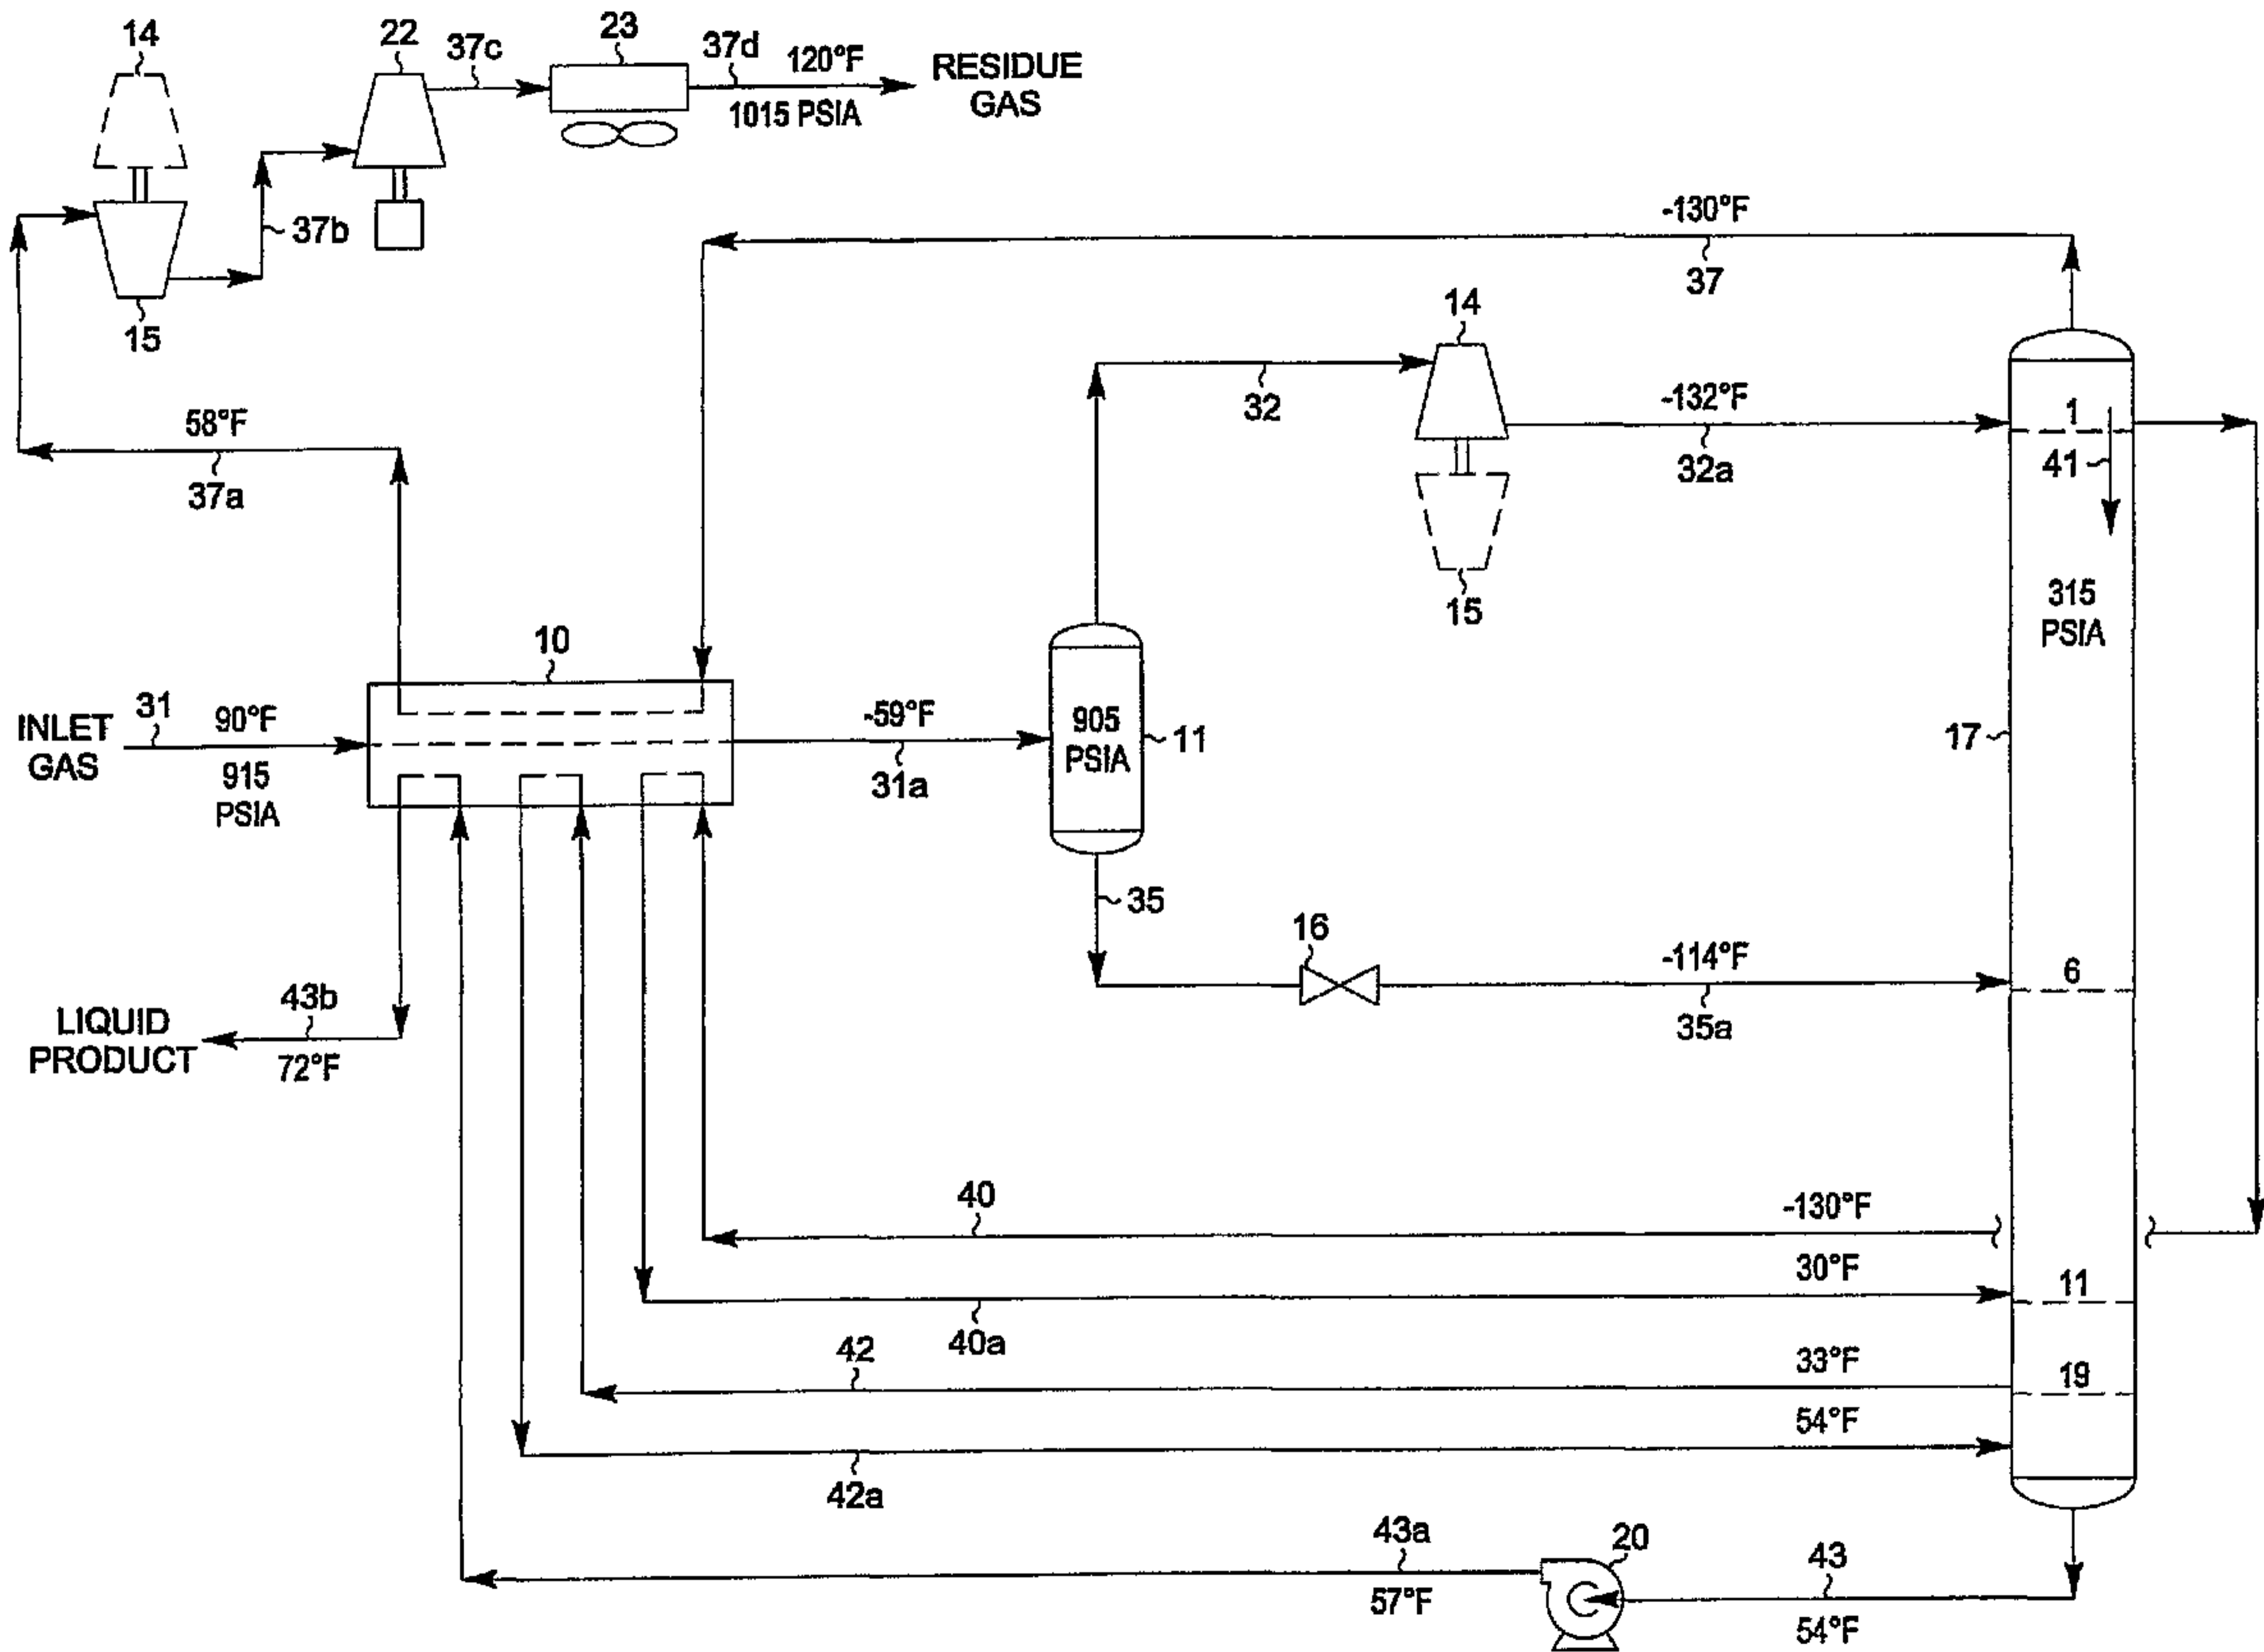 14
22
37c
23
37d
120°F
1015 PSIA
RESIDUE
GAS
37b
15
-130°F
37
14
32
-132°F
32a
15
1
41
315
PSIA
58°F
37a
10
INLET
GAS
31
90°F
915
PSIA
-59°F
31a
905
PSIA
11
17
35
16
-114°F
35a
6
LIQUID
PRODUCT
43b
72°F
40
-130°F
30°F
11
40a
42
33°F
19
54°F
42a
43a
57°F
20
43
54°F